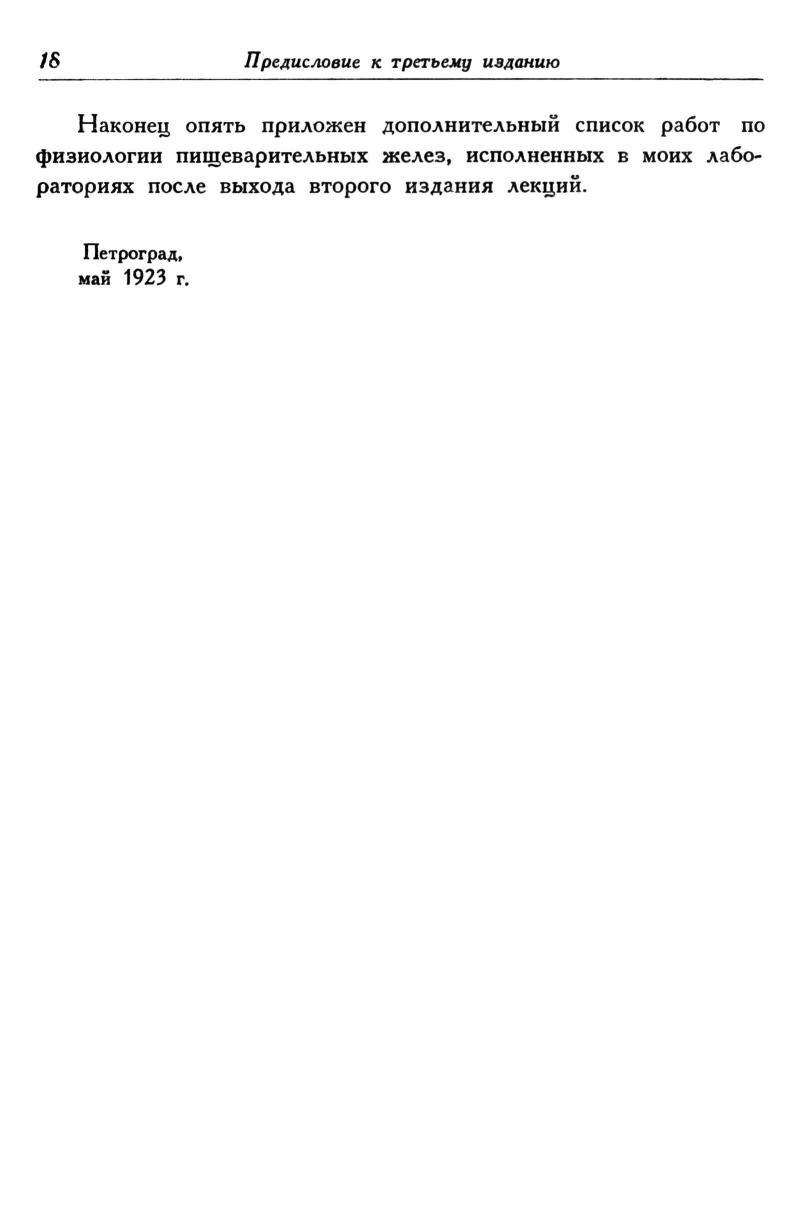 18 Предисловие к третьему изданию
Наконец опять приложен дополнительный список работ по
физиологии пищеварительных желез, исполненных в моих лабо-
раториях после выхода второго издания лекций.
Петроград,
май 1923 г.